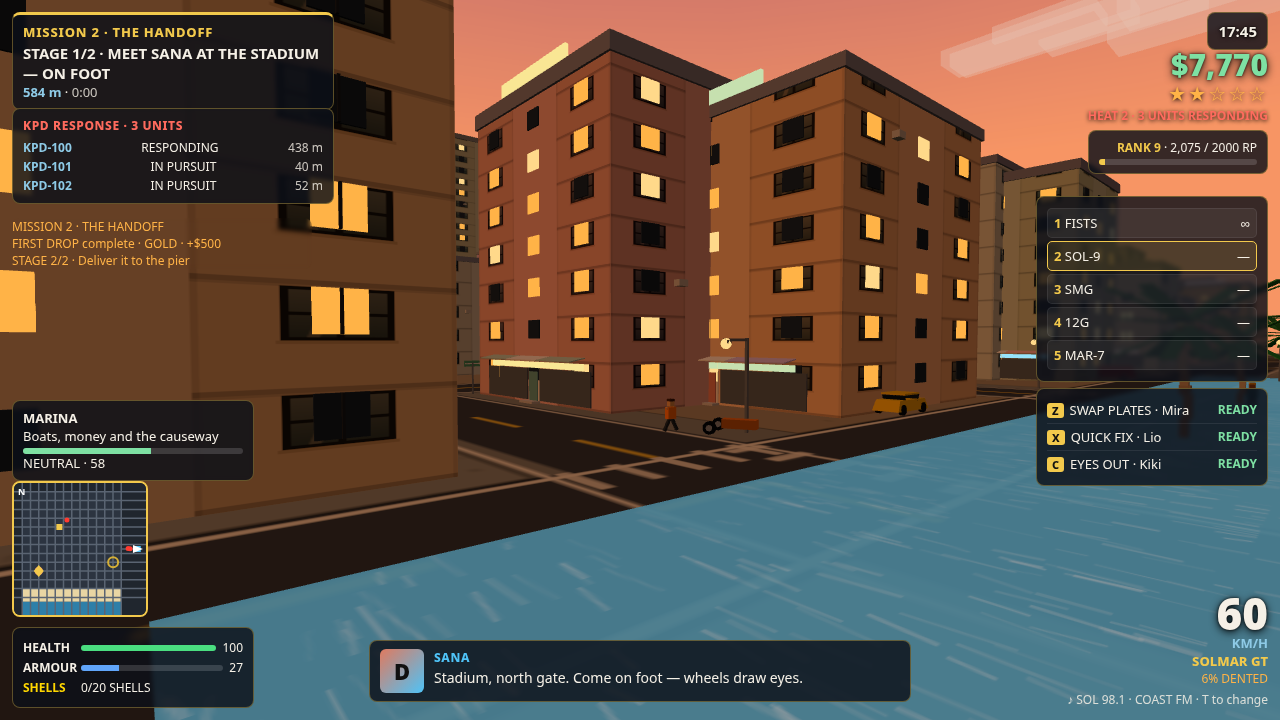 MISSION 2 · THE HANDOFF
STAGE 1/2 · MEET SANA AT THE STADIUM
— ON FOOT
584 m · 0:00
KPD RESPONSE · 3 UNITS
KPD-100 RESPONDING 438 m
KPD-101 IN PURSUIT 40 m
KPD-102 IN PURSUIT 52 m
MISSION 2 · THE HANDOFF
FIRST DROP complete · GOLD · +$500
STAGE 2/2 · Deliver it to the pier
17:45
$7,770
★★☆☆☆
HEAT 2 · 3 UNITS RESPONDING
RANK 9 · 2,075 / 2000 RP
1 FISTS ∞
2 SOL-9 —
3 SMG —
4 12G —
5 MAR-7 —
Z SWAP PLATES · Mira READY
X QUICK FIX · Lio READY
C EYES OUT · Kiki READY
MARINA
Boats, money and the causeway
NEUTRAL · 58
N
HEALTH 100
ARMOUR 27
SHELLS 0/20 SHELLS
D
SANA
Stadium, north gate. Come on foot — wheels draw eyes.
60
KM/H
SOLMAR GT
6% DENTED
♪ SOL 98.1 · COAST FM · T to change